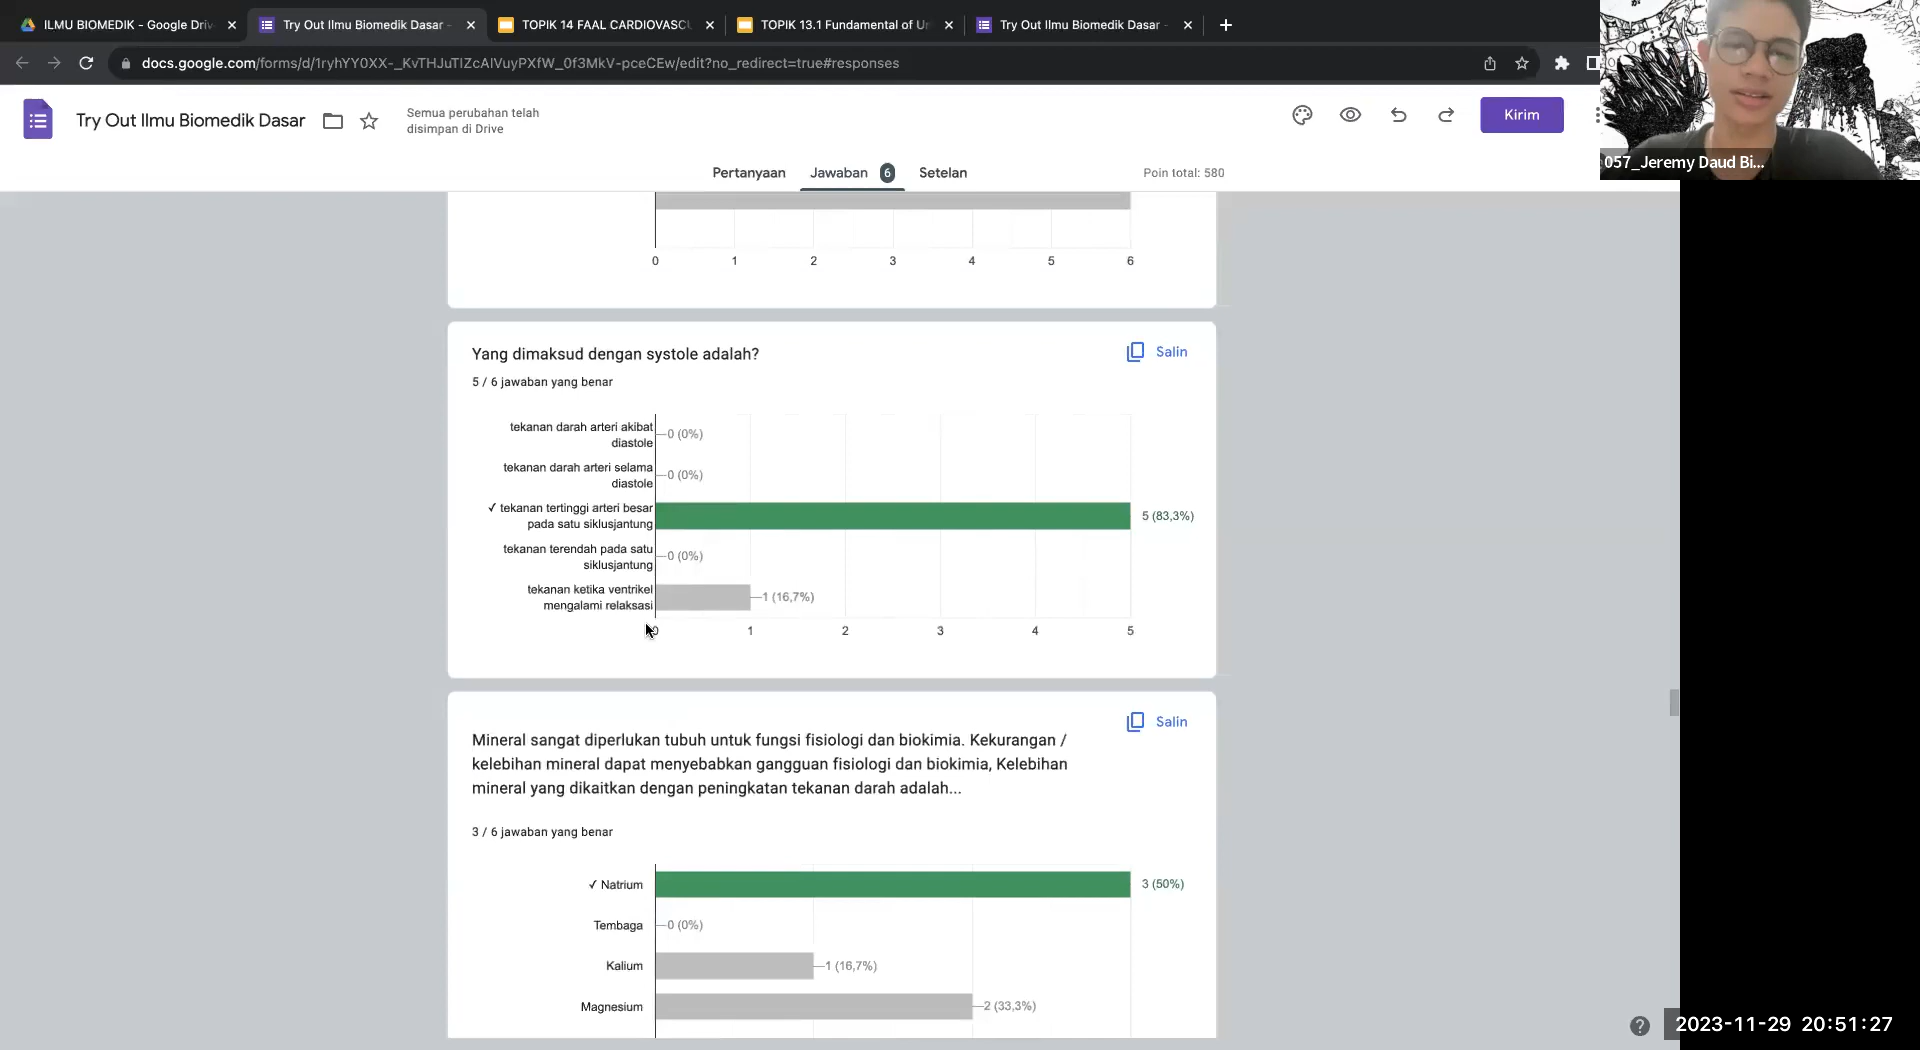 ILMU BIOMEDIK - Google Driv
Try Out Ilmu Biomedik Dasar -
TOPIK 14 FAAL CARDIOVASCU
TOPIK 13.1 Fundamental of Ur
Try Out Ilmu Biomedik Dasar -
docs.google.com/forms/d/1ryhYY0XX-_KvTHJuTlZcAlVuyPXfW_0f3MkV-pceCEw/edit?no_redirect=true#responses
Try Out Ilmu Biomedik Dasar
Semua perubahan telah
disimpan di Drive
Kirim
057_Jeremy Daud Bi...
Pertanyaan
Jawaban 6
Setelan
Poin total: 580
0 1 2 3 4 5 6
Yang dimaksud dengan systole adalah?
Salin
5 / 6 jawaban yang benar
tekanan darah arteri akibat
diastole
0 (0%)
tekanan darah arteri selama
diastole
0 (0%)
✓ tekanan tertinggi arteri besar
pada satu siklusjantung
5 (83,3%)
tekanan terendah pada satu
siklusjantung
0 (0%)
tekanan ketika ventrikel
mengalami relaksasi
1 (16,7%)
0 1 2 3 4 5
Salin
Mineral sangat diperlukan tubuh untuk fungsi fisiologi dan biokimia. Kekurangan /
kelebihan mineral dapat menyebabkan gangguan fisiologi dan biokimia, Kelebihan
mineral yang dikaitkan dengan peningkatan tekanan darah adalah...
3 / 6 jawaban yang benar
✓ Natrium
3 (50%)
Tembaga
0 (0%)
Kalium
1 (16,7%)
Magnesium
2 (33,3%)
2023-11-29 20:51:27